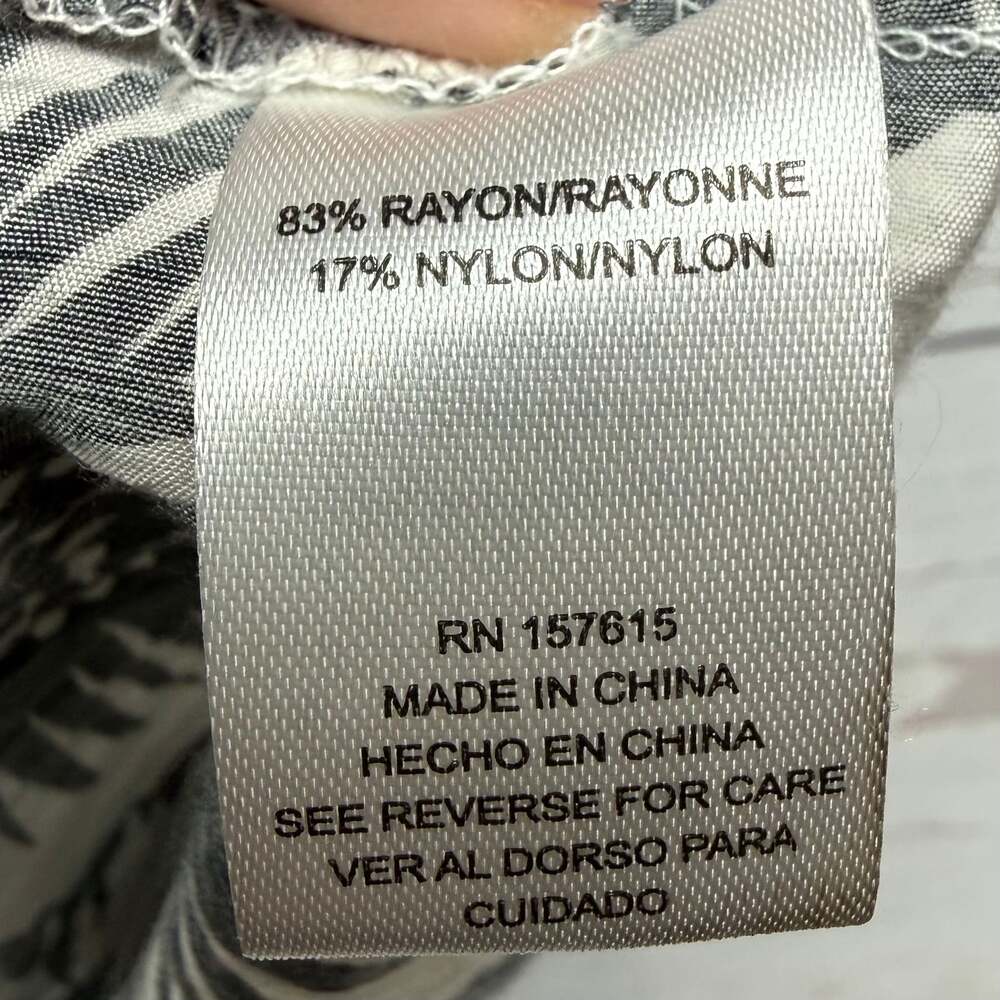 83% RAYON/RAYONNE
17% NYLON/NYLON
RN 157615
MADE IN CHINA
HECHO EN CHINA
SEE REVERSE FOR CARE
VER AL DORSO PARA
CUIDADO